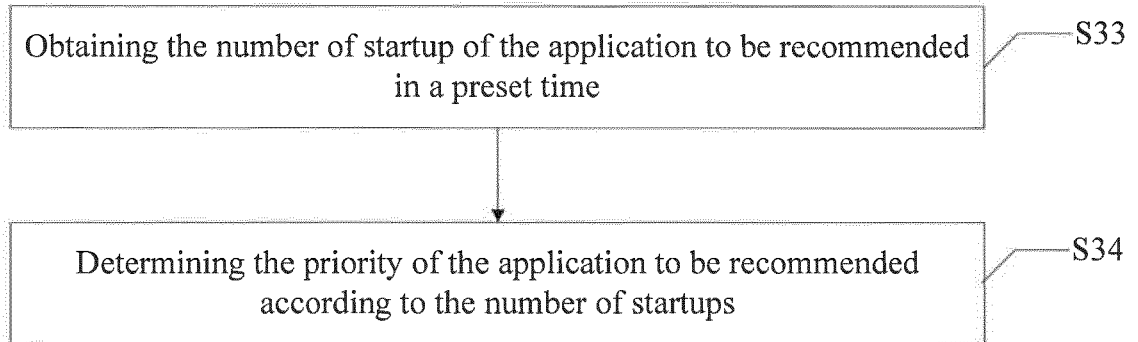 Obtaining the number of startup of the application to be recommended
in a preset time
S33
Determining the priority of the application to be recommended
according to the number of startups
S34